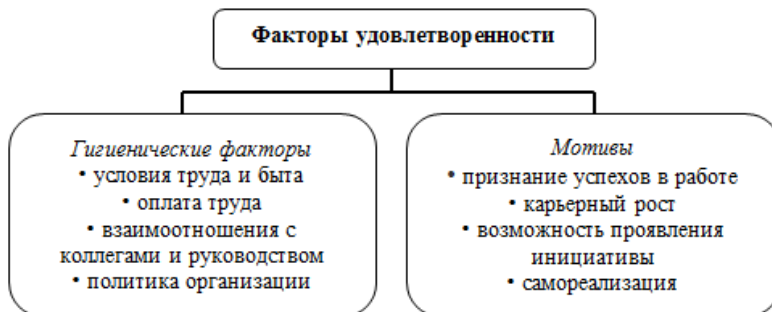 Факторы удовлетворенности
Гигиенические факторы
• условия труда и быта
• оплата труда
• взаимоотношения с
коллегами и руководством
• политика организации
Мотивы
• признание успехов в работе
• карьерный рост
• возможность проявления
инициативы
• самореализация